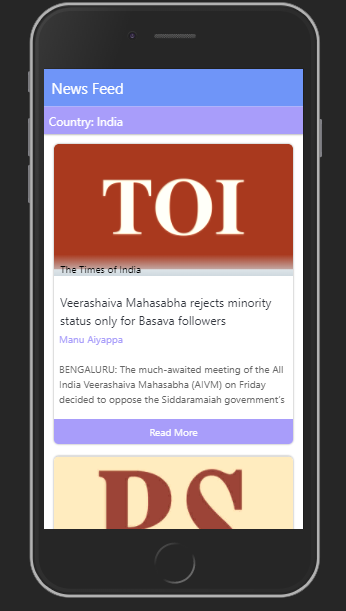 News Feed
Country: India
TOI
The Times of India
Veerashaiva Mahasabha rejects minority
status only for Basava followers
Manu Aiyappa
BENGALURU: The much-awaited meeting of the All
India Veerashaiva Mahasabha (AIVM) on Friday
decided to oppose the Siddaramaiah government's
Read More
RS